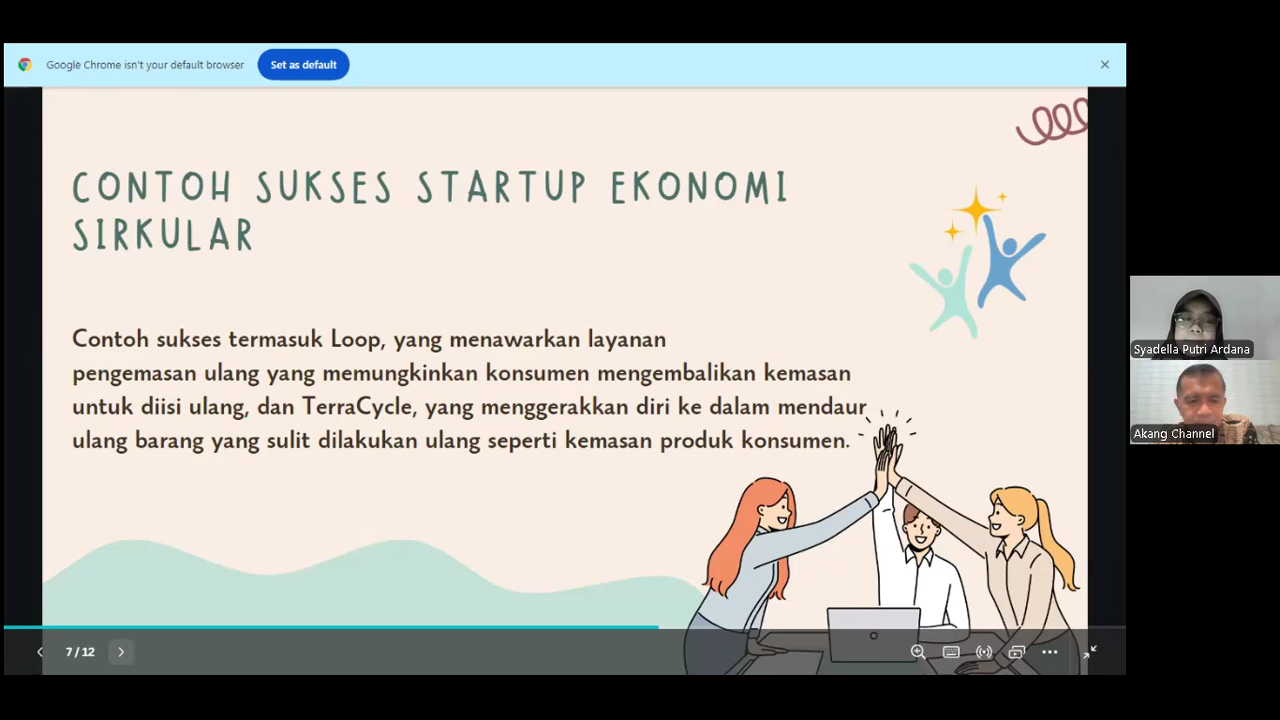 Google Chrome isn't your default browser
Set as default
CONTOH SUKSES STARTUP EKONOMI
SIRKULAR
Contoh sukses termasuk Loop, yang menawarkan layanan
pengemasan ulang yang memungkinkan konsumen mengembalikan kemasan
untuk diisi ulang, dan TerraCycle, yang menggerakkan diri ke dalam mendaur
ulang barang yang sulit dilakukan ulang seperti kemasan produk konsumen.
7 / 12
Syadella Putri Ardana
Akang Channel